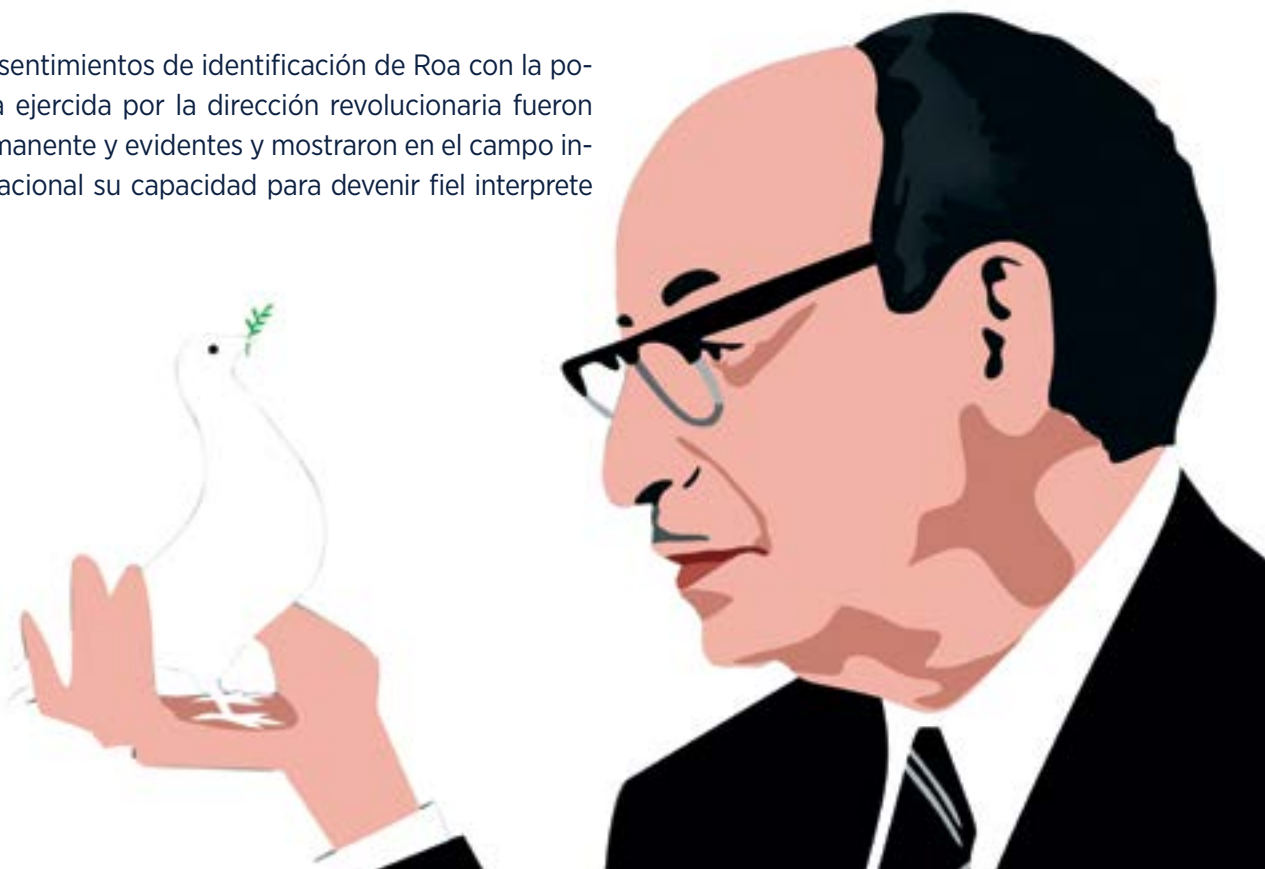 sentimientos de identificación de Roa con la po-
a ejercida por la dirección revolucionaria fueron
manente y evidentes y mostraron en el campo in-
acional su capacidad para devenir fiel interprete